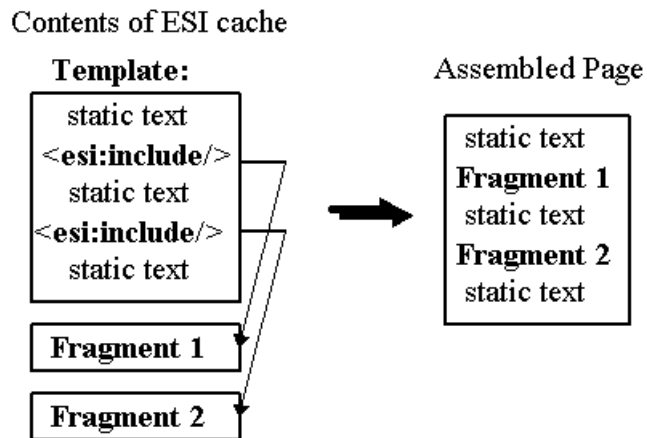 Contents of ESI cache
Template:
static text
<esi:include/>
static text
<esi:include/>
static text
Fragment 1
Fragment 2
Assembled Page
static text
Fragment 1
static text
Fragment 2
static text